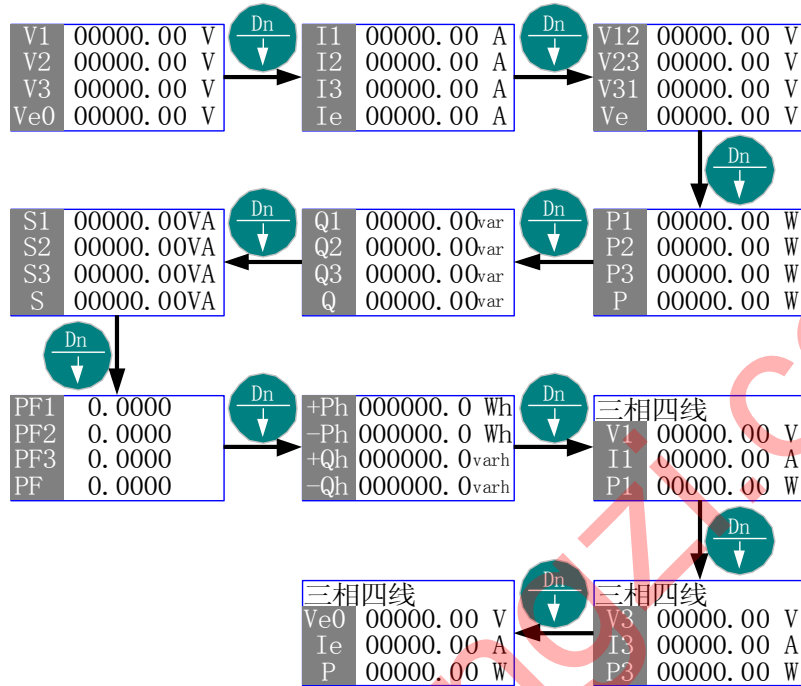 Dn
Dn
V1 00000.00 V
V2 00000.00 V
V3 00000.00 V
Ve0 00000.00 V
I1 00000.00 A
I2 00000.00 A
I3 00000.00 A
Ie 00000.00 A
V12 00000.00 V
V23 00000.00 V
V31 00000.00 V
Ve 00000.00 V
Dn
P1 00000.00 W
P2 00000.00 W
P3 00000.00 W
P 00000.00 W
Dn
Q1 00000.00var
Q2 00000.00var
Q3 00000.00var
Q 00000.00var
Dn
S1 00000.00VA
S2 00000.00VA
S3 00000.00VA
S 00000.00VA
Dn
PF1 0.0000
PF2 0.0000
PF3 0.0000
PF 0.0000
Dn
+Ph 000000.0 Wh
-Ph 000000.0 Wh
+Qh 000000.0varh
-Qh 000000.0varh
Dn
三相四线
V1 00000.00 V
I1 00000.00 A
P1 00000.00 W
Dn
三相四线
V3 00000.00 V
I3 00000.00 A
P3 00000.00 W
Dn
三相四线
Ve0 00000.00 V
Ie 00000.00 A
P 00000.00 W